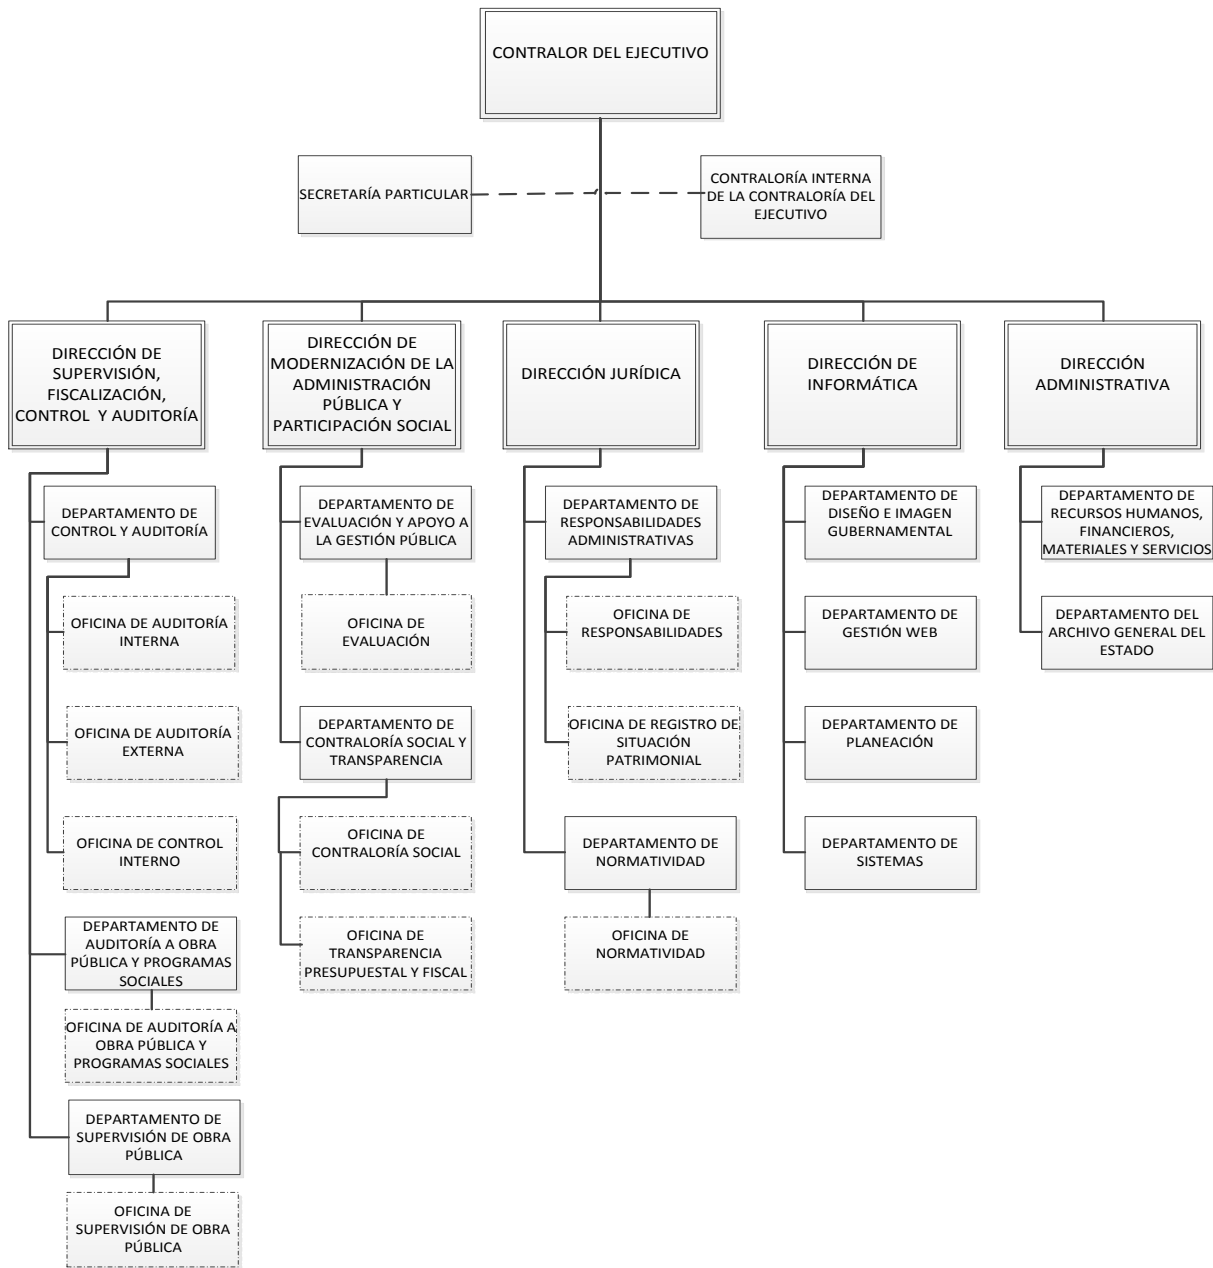 CONTRALOR DEL EJECUTIVO
SECRETARÍA PARTICULAR
CONTRALORÍA INTERNA
DE LA CONTRALORÍA DEL
EJECUTIVO
DIRECCIÓN DE
SUPERVISIÓN,
FISCALIZACIÓN,
CONTROL Y AUDITORÍA
DIRECCIÓN DE
MODERNIZACIÓN DE LA
ADMINISTRACIÓN
PÚBLICA Y
PARTICIPACIÓN SOCIAL
DIRECCIÓN JURÍDICA
DIRECCIÓN DE
INFORMÁTICA
DIRECCIÓN
ADMINISTRATIVA
DEPARTAMENTO DE
CONTROL Y AUDITORÍA
OFICINA DE AUDITORÍA
INTERNA
OFICINA DE AUDITORÍA
EXTERNA
OFICINA DE CONTROL
INTERNO
DEPARTAMENTO DE
AUDITORÍA A OBRA
PÚBLICA Y PROGRAMAS
SOCIALES
OFICINA DE AUDITORÍA A
OBRA PÚBLICA Y
PROGRAMAS SOCIALES
DEPARTAMENTO DE
SUPERVISIÓN DE OBRA
PÚBLICA
OFICINA DE
SUPERVISIÓN DE OBRA
PÚBLICA
DEPARTAMENTO DE
EVALUACIÓN Y APOYO A
LA GESTIÓN PÚBLICA
OFICINA DE
EVALUACIÓN
DEPARTAMENTO DE
CONTRALORÍA SOCIAL Y
TRANSPARENCIA
OFICINA DE
CONTRALORÍA SOCIAL
OFICINA DE
TRANSPARENCIA
PRESUPUESTAL Y FISCAL
DEPARTAMENTO DE
RESPONSABILIDADES
ADMINISTRATIVAS
OFICINA DE
RESPONSABILIDADES
OFICINA DE REGISTRO DE
SITUACIÓN
PATRIMONIAL
DEPARTAMENTO DE
NORMATIVIDAD
OFICINA DE
NORMATIVIDAD
DEPARTAMENTO DE
DISEÑO E IMAGEN
GUBERNAMENTAL
DEPARTAMENTO DE
GESTIÓN WEB
DEPARTAMENTO DE
PLANEACIÓN
DEPARTAMENTO DE
SISTEMAS
DEPARTAMENTO DE
RECURSOS HUMANOS,
FINANCIEROS,
MATERIALES Y SERVICIOS
DEPARTAMENTO DEL
ARCHIVO GENERAL DEL
ESTADO